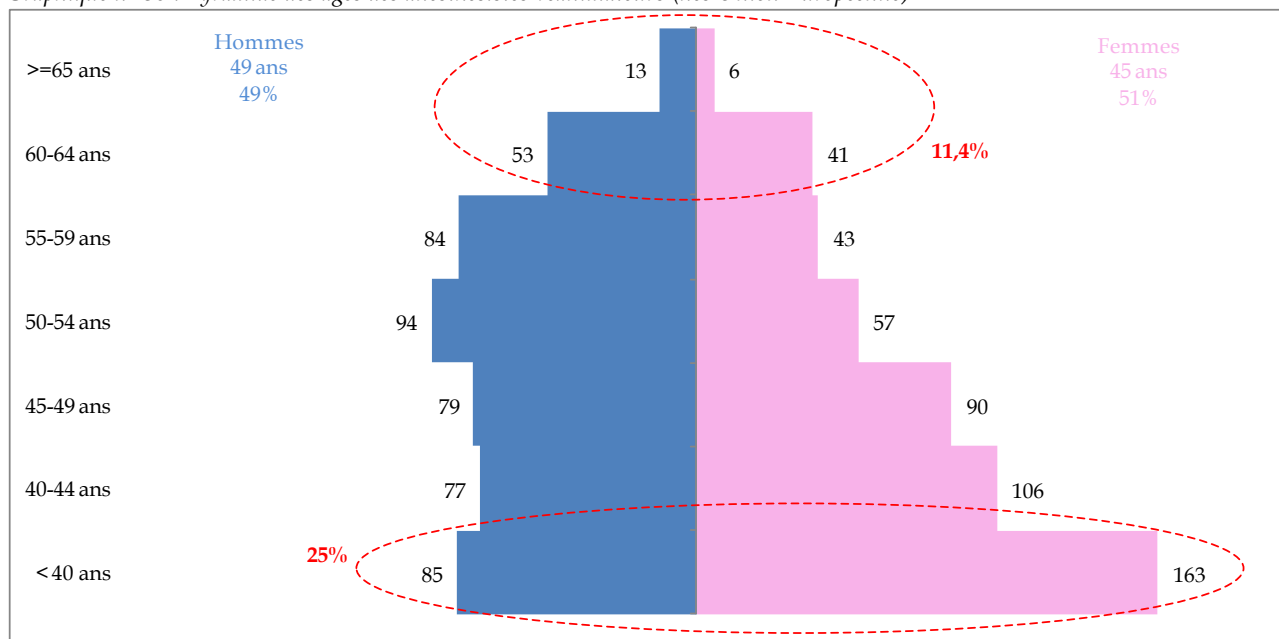 Hommes
49 ans
49%
Femmes
45 ans
51%
>=65 ans
13
6
60-64 ans
53
41
11,4%
55-59 ans
84
43
50-54 ans
94
57
45-49 ans
79
90
40-44 ans
77
106
25%
<40 ans
85
163